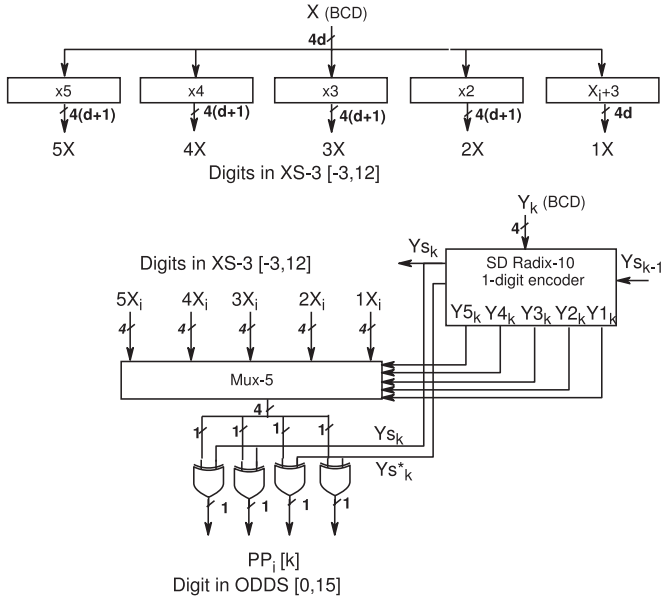 X (BCD)
4d
x5 x4 x3 x2 Xi+3
4(d+1) 4(d+1) 4(d+1) 4(d+1) 4d
5X 4X 3X 2X 1X
Digits in XS-3 [-3,12]
Yk (BCD)
4
Ysk
SD Radix-10
1-digit encoder
Ysk-1
Y5k Y4k Y3k Y2k Y1k
Digits in XS-3 [-3,12]
5Xi 4Xi 3Xi 2Xi 1Xi
4 4 4 4 4
Mux-5
4
1 1 1 1
Ysk
Ys*k
1 1 1 1
PPi [k]
Digit in ODDS [0,15]